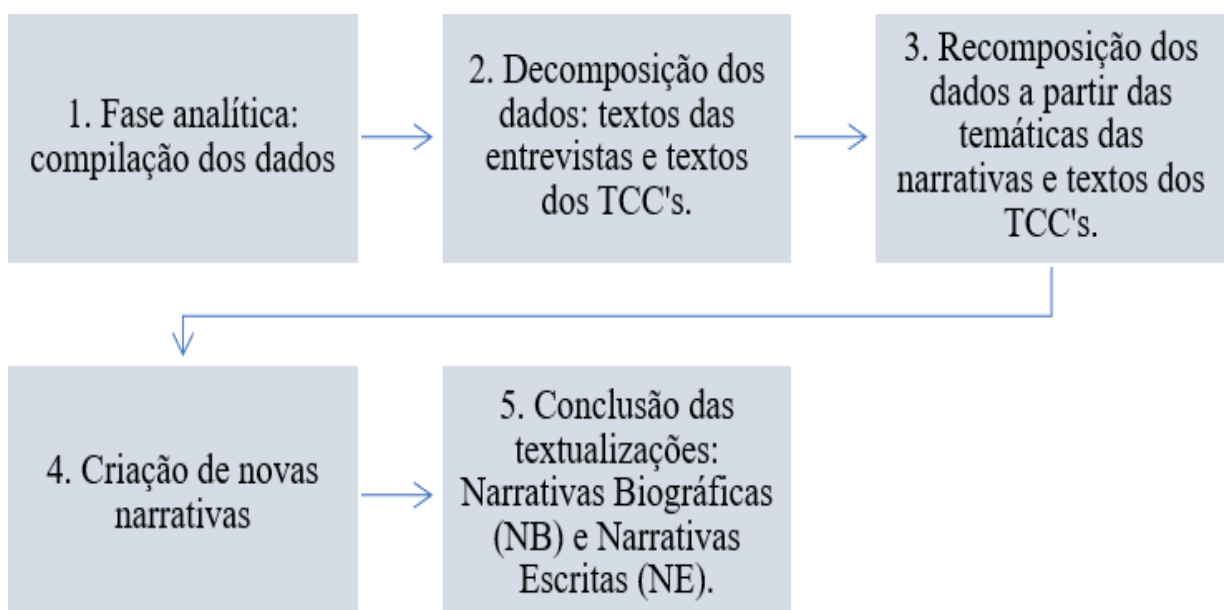 1. Fase analítica:
compilação dos dados
2. Decomposição dos
dados: textos das
entrevistas e textos
dos TCC's.
3. Recomposição dos
dados a partir das
temáticas das
narrativas e textos dos
TCC's.
4. Criação de novas
narrativas
5. Conclusão das
textualizações:
Narrativas Biográficas
(NB) e Narrativas
Escritas (NE).